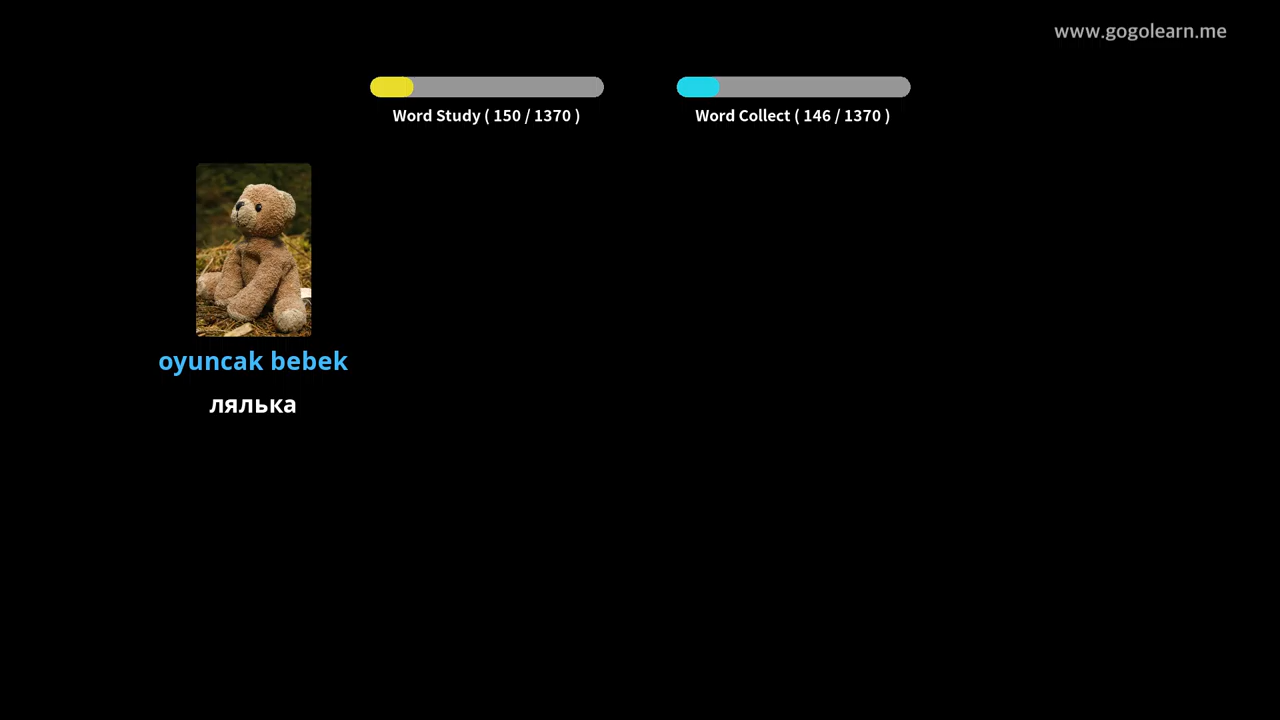 www.gogolearn.me
Word Study ( 150 / 1370 )
Word Collect ( 146 / 1370 )
oyuncak bebek
лялька